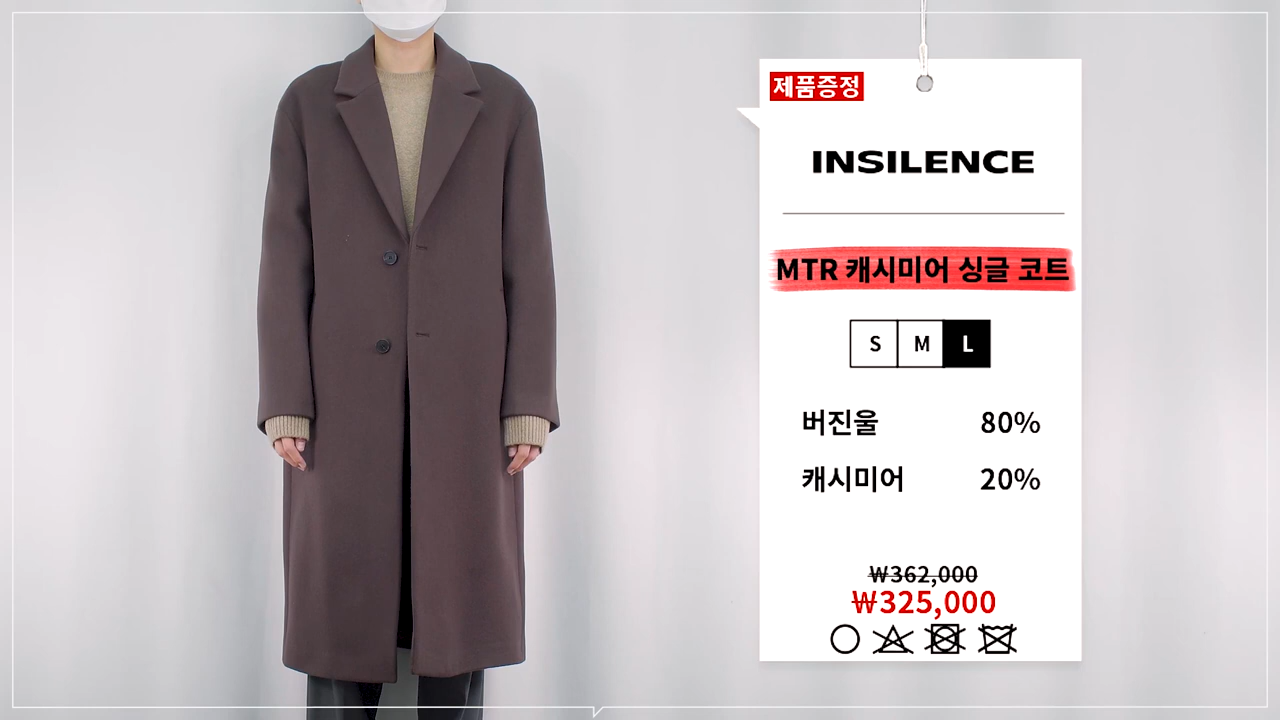 제품증정
INSILENCE
MTR 캐시미어 싱글 코트
S M L
버진울 80%
캐시미어 20%
₩362,000
₩325,000